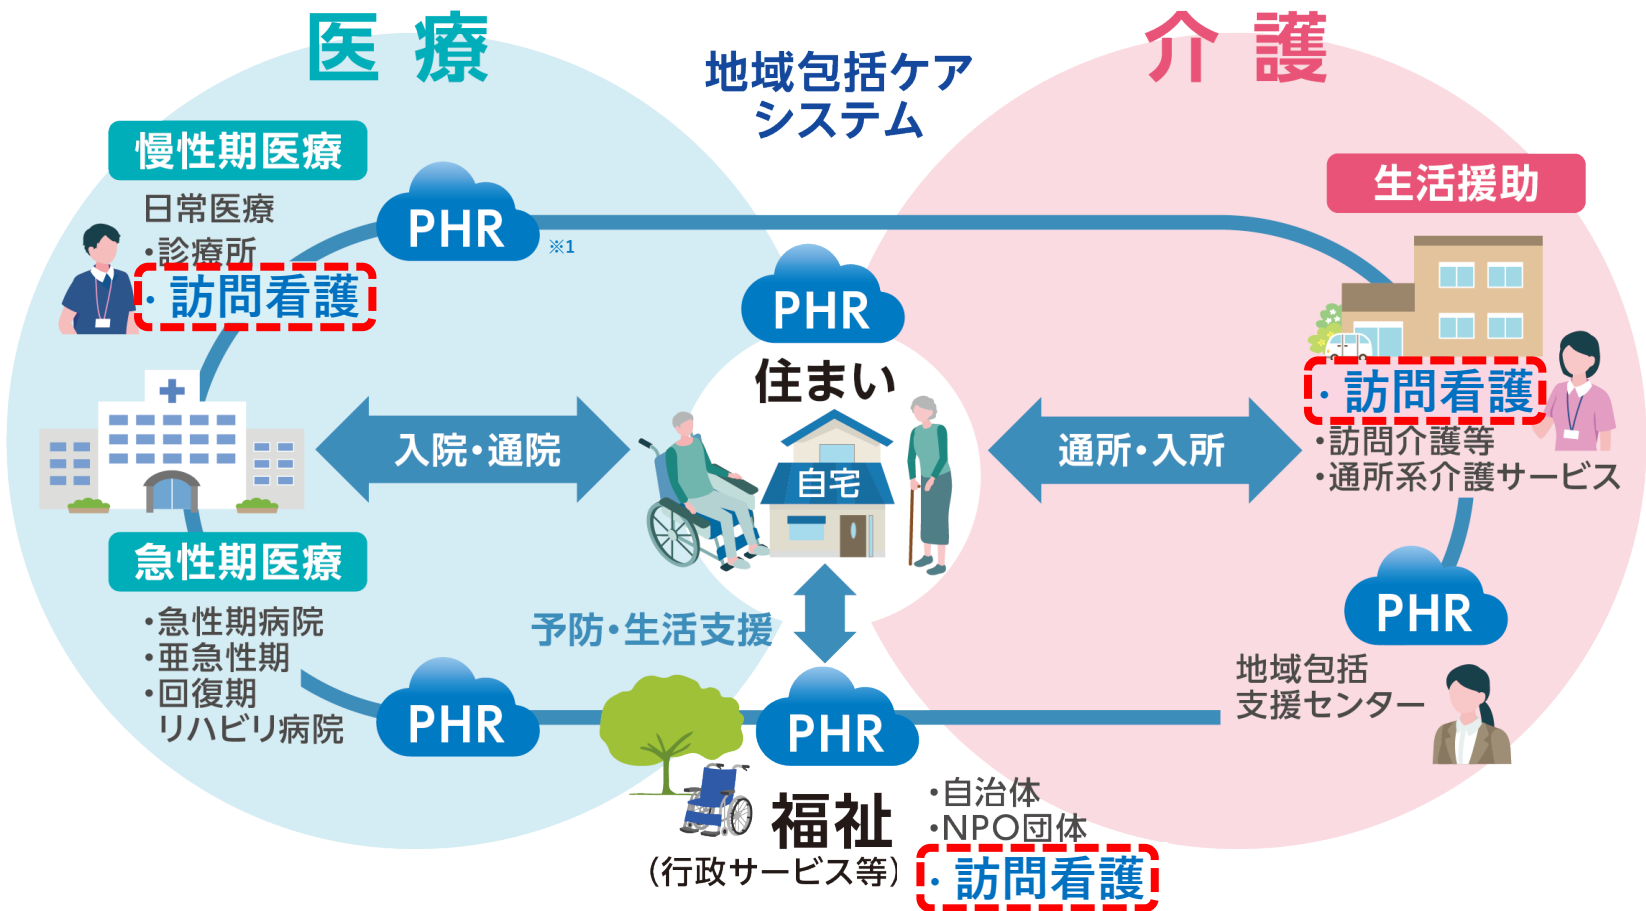 医療
地域包括ケア
システム
介護
慢性期医療
日常医療
・診療所
・訪問看護
PHR
※1
PHR
住まい
自宅
生活援助
・訪問看護
・訪問介護等
・通所系介護サービス
入院・通院
通所・入所
急性期医療
・急性期病院
・亜急性期
・回復期
リハビリ病院
予防・生活支援
PHR
PHR
PHR
地域包括
支援センター
福祉
(行政サービス等)
・自治体
・NPO団体
・訪問看護